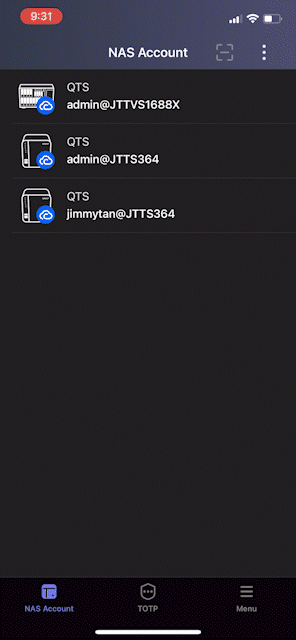 9:31
NAS Account
QTS
admin@JTTVS1688X
QTS
admin@JTTS364
QTS
jimmytan@JTTS364
NAS Account
TOTP
Menu